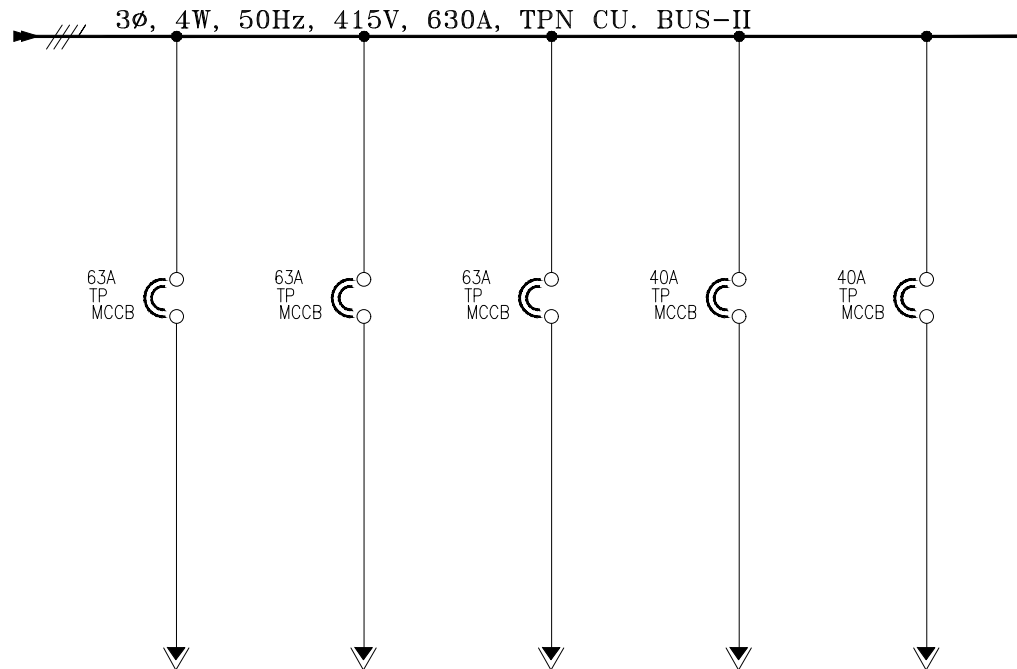 3ø, 4W, 50Hz, 415V, 630A, TPN CU. BUS-II
63A
TP
MCCB
63A
TP
MCCB
63A
TP
MCCB
40A
TP
MCCB
40A
TP
MCCB